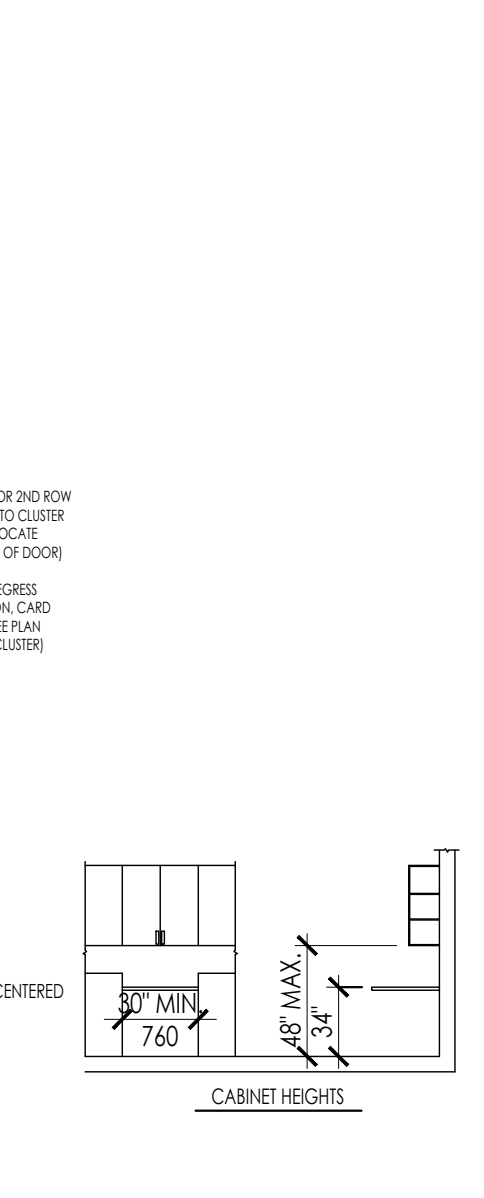 OR 2ND ROW
TO CLUSTER
OCATE
OF DOOR)
EGRESS
ON, CARD
EE PLAN
CLUSTER)
CENTERED
30" MIN.
760
48" MAX.
34"
CABINET HEIGHTS